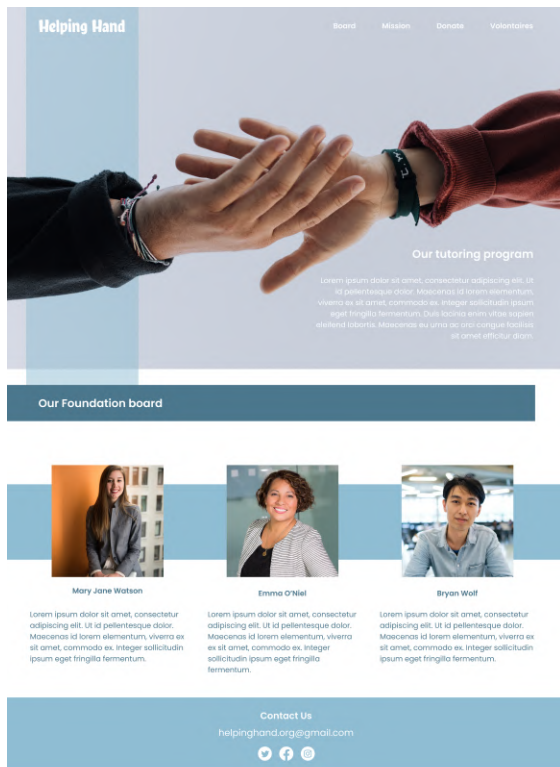 Helping Hand
Board Mission Donate Volontaires
Our tutoring program
Lorem ipsum dolor sit amet, consectetur adipiscing elit. Ut
id pellentesque dolor. Maecenas id lorem elementum,
viverra ex sit amet, commodo ex. Integer sollicitudin ipsum
eget fringilla fermentum. Duis lacinia enim vitae sapien
eleifend lobortis. Maecenas eu urna ac orci congue facilisis
sit amet efficitur diam.
Our Foundation board
Mary Jane Watson
Lorem ipsum dolor sit amet, consectetur
adipiscing elit. Ut id pellentesque dolor.
Maecenas id lorem elementum, viverra ex
sit amet, commodo ex. Integer sollicitudin
ipsum eget fringilla fermentum.
Emma O'Niel
Lorem ipsum dolor sit amet, consectetur
adipiscing elit. Ut id pellentesque dolor.
Maecenas id lorem elementum, viverra ex
sit amet, commodo ex. Integer
sollicitudin ipsum eget fringilla
fermentum.
Bryan Wolf
Lorem ipsum dolor sit amet, consectetur
adipiscing elit. Ut id pellentesque dolor.
Maecenas id lorem elementum, viverra ex
sit amet, commodo ex. Integer sollicitudin
ipsum eget fringilla fermentum.
Contact Us
helpinghand.org@gmail.com